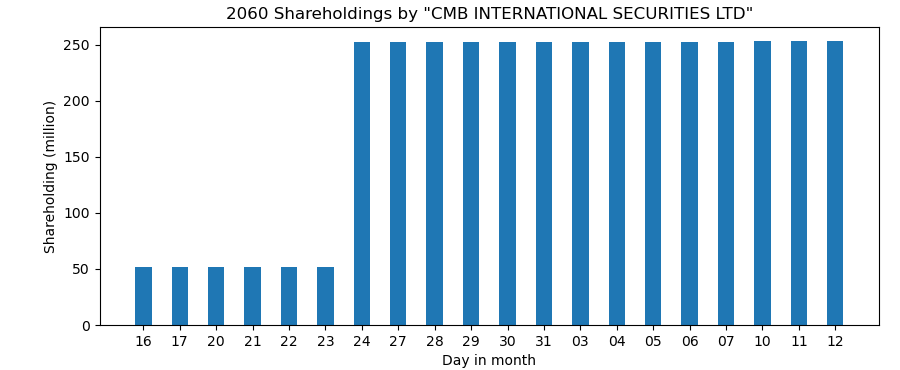 2060 Shareholdings by "CMB INTERNATIONAL SECURITIES LTD"
Shareholding (million)
250
200
150
100
50
0
16 17 20 21 22 23 24 27 28 29 30 31 03 04 05 06 07 10 11 12
Day in month